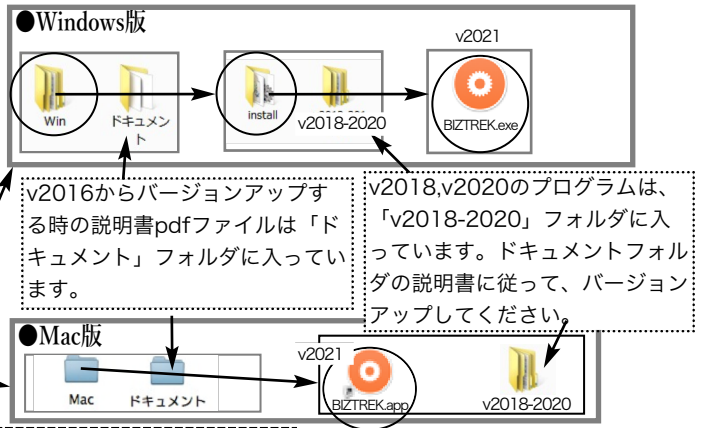 ●Windows版
v2021
Win
ドキュメン
ト
install
v2018-2020
BIZTREK.exe
v2016からバージョンアップす
る時の説明書pdfファイルは「ド
キュメント」フォルダに入ってい
ます。
v2018,v2020のプログラムは、
「v2018-2020」フォルダに入
っています。ドキュメントフォル
ダの説明書に従って、バージョン
アップしてください。
●Mac版
v2021
Mac
ドキュメント
BIZTREK.app
v2018-2020